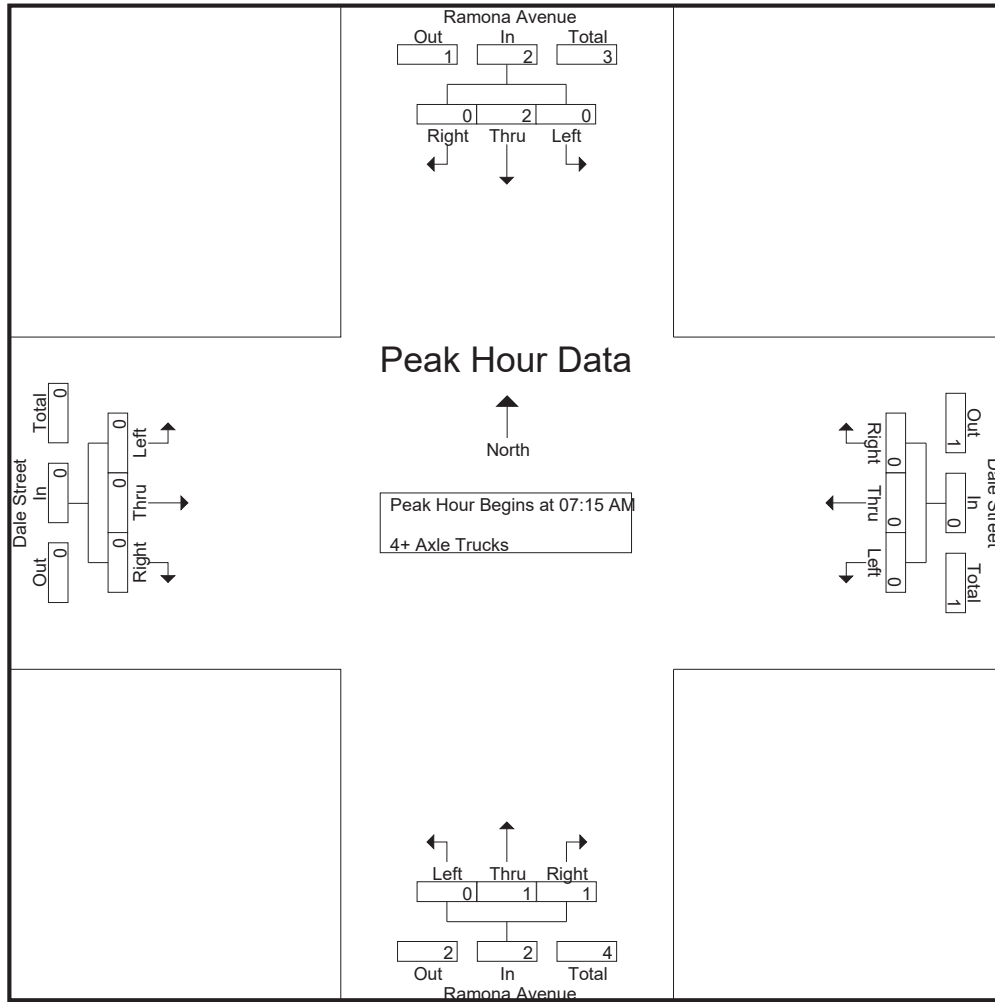 Ramona Avenue
Out In Total
1 2 3
0 2 0
Right Thru Left
Peak Hour Data
North
Peak Hour Begins at 07:15 AM
4+ Axle Trucks
Dale Street
Out In Total
0 0 0
Left Thru Right
0 0 0
Dale Street
Out In Total
1 0 1
Right Thru Left
0 0 0
Left Thru Right
0 1 1
2 2 4
Out In Total
Ramona Avenue